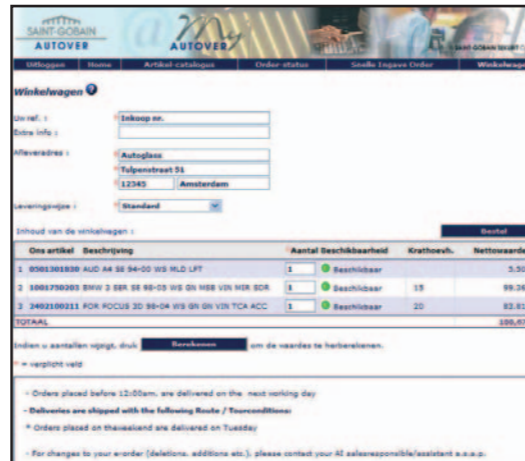 SAINT-GOBAIN
AUTOVER
@ My
AUTOVER
Uitloggen Home Artikel-catalogus Order-status Snelle Ingave Order Winkelwage
Winkelwagen ?
Uw ref. : * Inkoop nr.
Extra info :
Afleveradres : * Autoglass
* Tulpenstraat 51
* 12345 Amsterdam
Leveringswijze : * Standard
Inhoud van de winkelwagen : Bestel
Ons artikel Beschrijving *Aantal Beschikbaarheid Krathoevh. Nettowaarde
1 0501301030 AUD A4 SE 94-00 WS MLD LFT 1 Beschikbaar
2 1001750203 BMW 3 SER SE 98-05 WS GN MSB VIN MIR SDR 1 Beschikbaar 15
3 2402100211 FOR FOCUS 3D 98-04 WS GN GN VIN TCA ACC 1 Beschikbaar 20
TOTAAL
Indien u aantallen wijzigt, druk Berekenen om de waardes te herberekenen.
* = verplicht veld
- Orders placed before 12:00am, are delivered on the next working day
- Deliveries are shipped with the following Route / Tourconditions:
* Orders placed on theweekend are delivered on Tuesday
- For changes to your e-order (deletions, additions etc.), please contact your AI salesresponsible/assistent a.s.a.p.